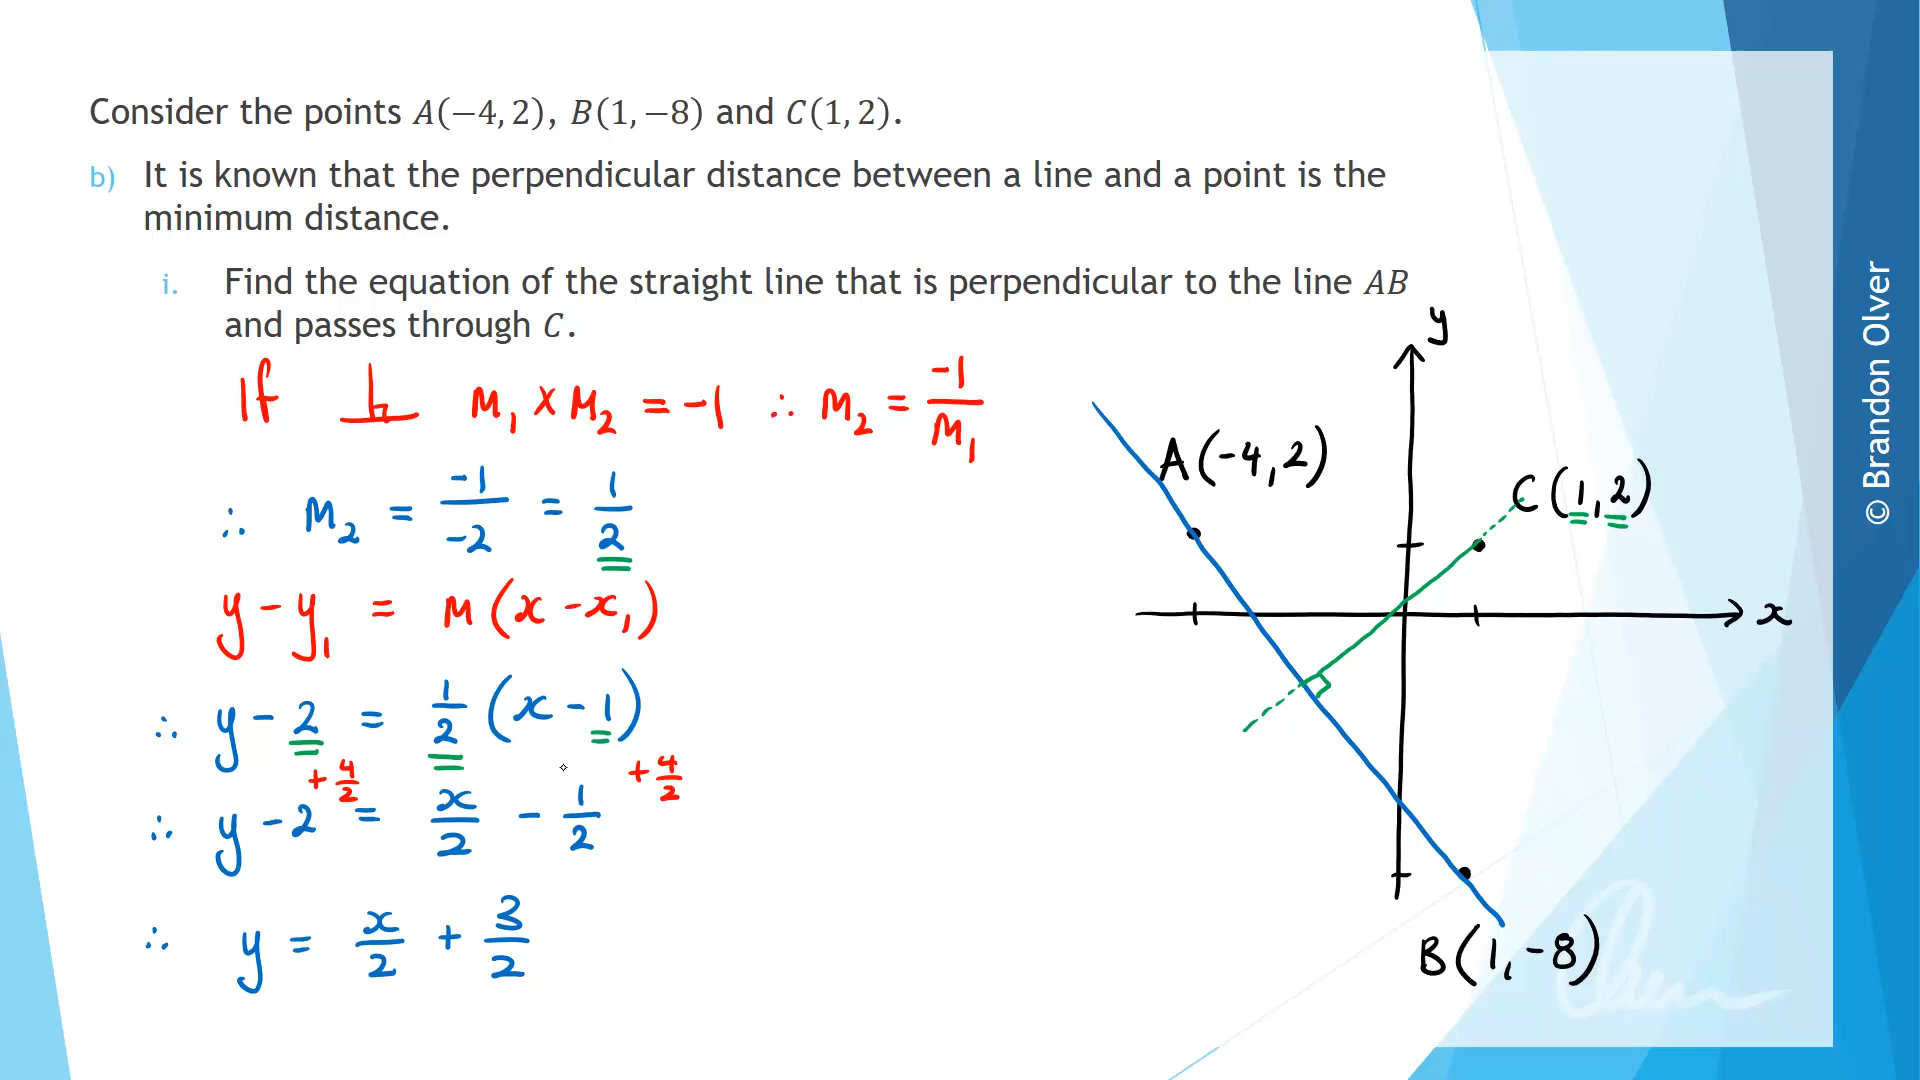 Consider the points A(−4, 2), B(1, −8) and C(1, 2).
b) It is known that the perpendicular distance between a line and a point is the
minimum distance.
i. Find the equation of the straight line that is perpendicular to the line AB
and passes through C.
If ⊥ m₁ × m₂ = -1 ∴ m₂ = -1/m₁
∴ m₂ = -1/-2 = 1/2
y - y₁ = m(x - x₁)
∴ y - 2 = 1/2 (x - 1)
+4/2 +4/2
∴ y - 2 = x/2 - 1/2
∴ y = x/2 + 3/2
y
A(-4, 2)
C(1, 2)
x
B(1, -8)
© Brandon Olver